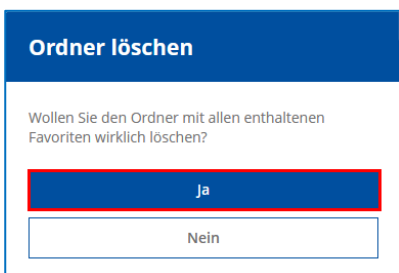 Ordner löschen
Wollen Sie den Ordner mit allen enthaltenen
Favoriten wirklich löschen?
Ja
Nein